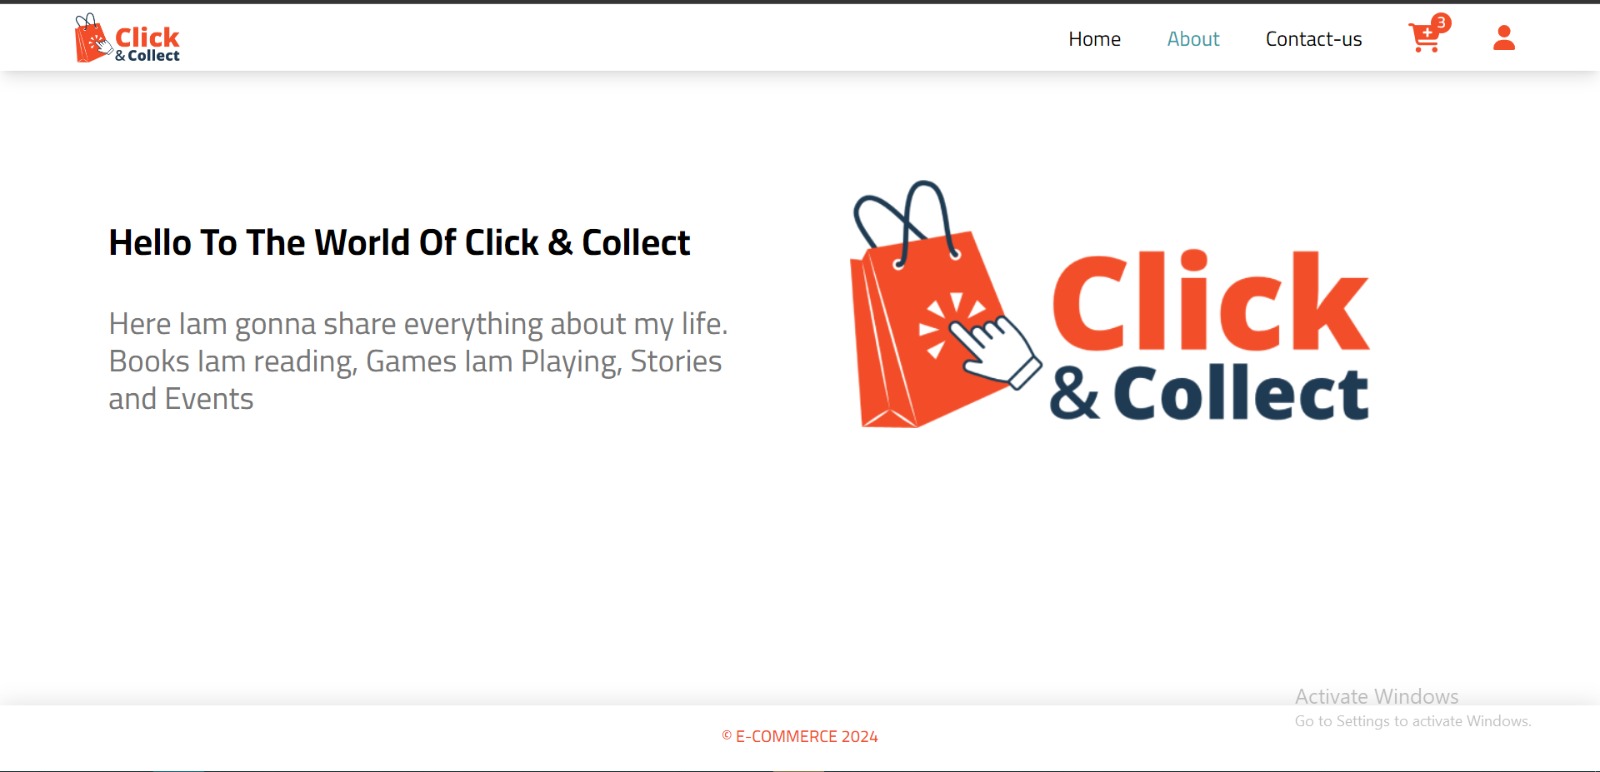 Click
& Collect
Home
About
Contact-us
3
Hello To The World Of Click & Collect
Here Iam gonna share everything about my life.
Books Iam reading, Games Iam Playing, Stories
and Events
Click
& Collect
Activate Windows
Go to Settings to activate Windows.
© E-COMMERCE 2024